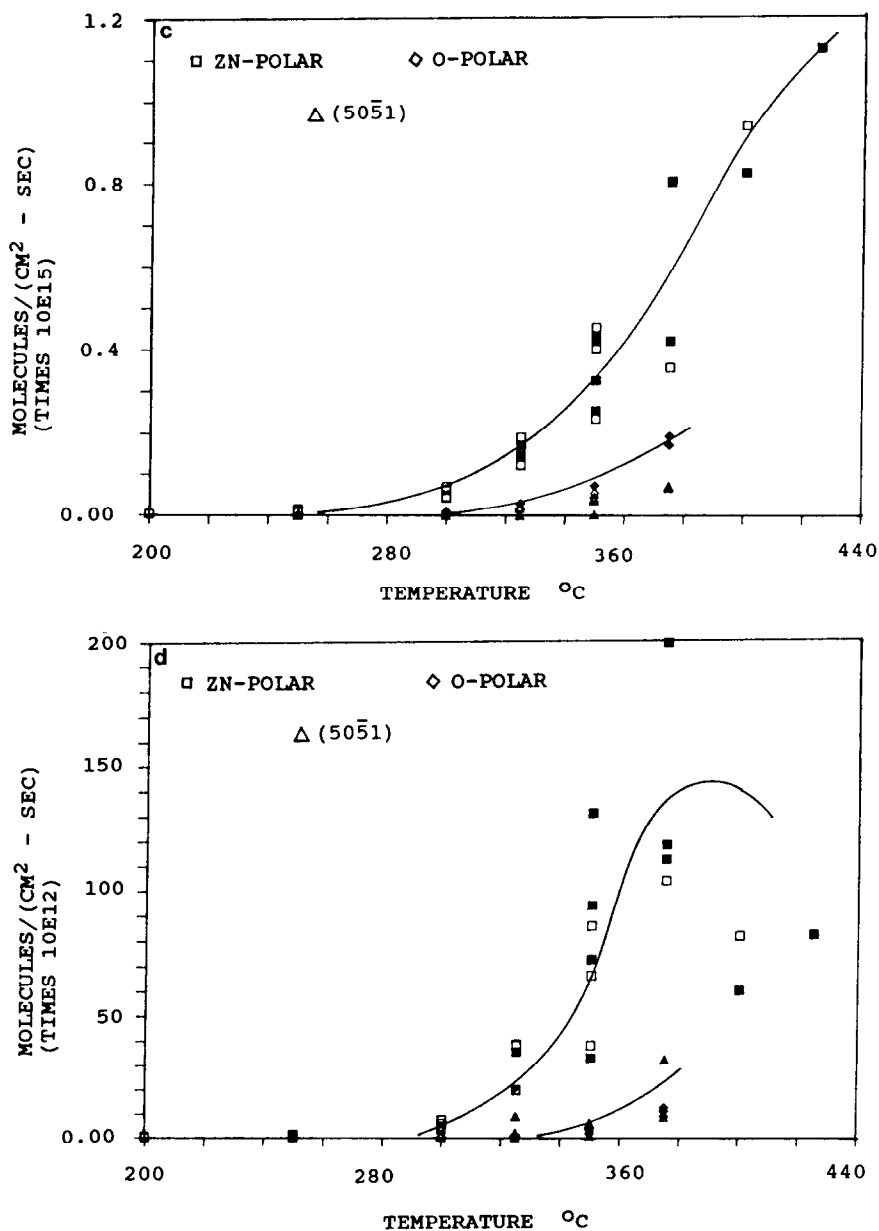 c
1.2
□ ZN-POLAR ◇ O-POLAR
△ (505̄1)
0.8
0.4
0.00
MOLECULES/(CM² - SEC)
(TIMES 10E15)
200 280 360 440
TEMPERATURE °C
d
200
□ ZN-POLAR ◇ O-POLAR
△ (505̄1)
150
100
50
0.00
MOLECULES/(CM² - SEC)
(TIMES 10E12)
200 280 360 440
TEMPERATURE °C